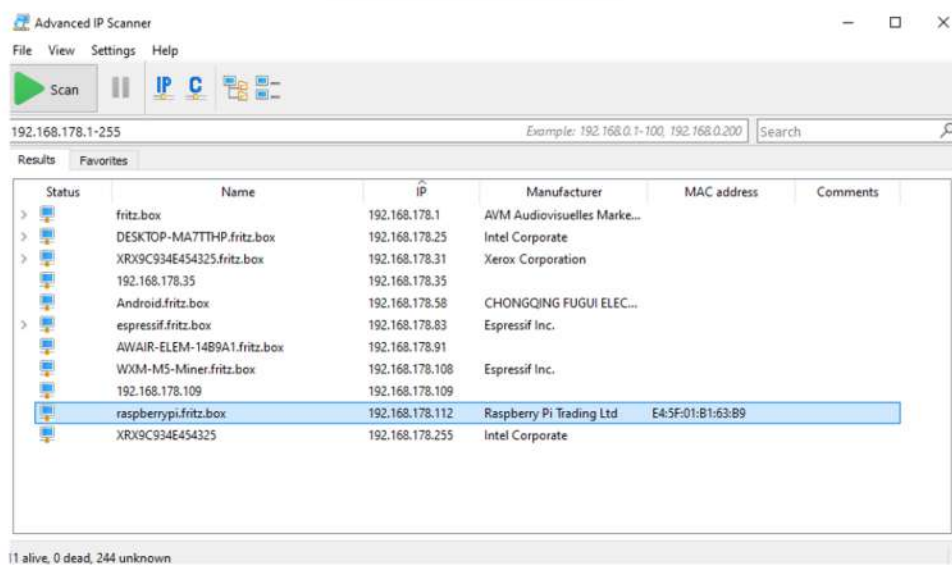 Advanced IP Scanner
File View Settings Help
Scan IP C
192.168.178.1-255 Example: 192.168.0.1-100, 192.168.0.200 Search
Results Favorites
Status Name IP Manufacturer MAC address Comments
fritz.box 192.168.178.1 AVM Audiovisuelles Marke...
DESKTOP-MA7TTHP.fritz.box 192.168.178.25 Intel Corporate
XRX9C934E454325.fritz.box 192.168.178.31 Xerox Corporation
192.168.178.35 192.168.178.35
Android.fritz.box 192.168.178.58 CHONGQING FUGUI ELEC...
espressif.fritz.box 192.168.178.83 Espressif Inc.
AWAIR-ELEM-14B9A1.fritz.box 192.168.178.91
WXM-M5-Miner.fritz.box 192.168.178.108 Espressif Inc.
192.168.178.109 192.168.178.109
raspberrypi.fritz.box 192.168.178.112 Raspberry Pi Trading Ltd E4:5F:01:B1:63:B9
XRX9C934E454325 192.168.178.255 Intel Corporate
11 alive, 0 dead, 244 unknown